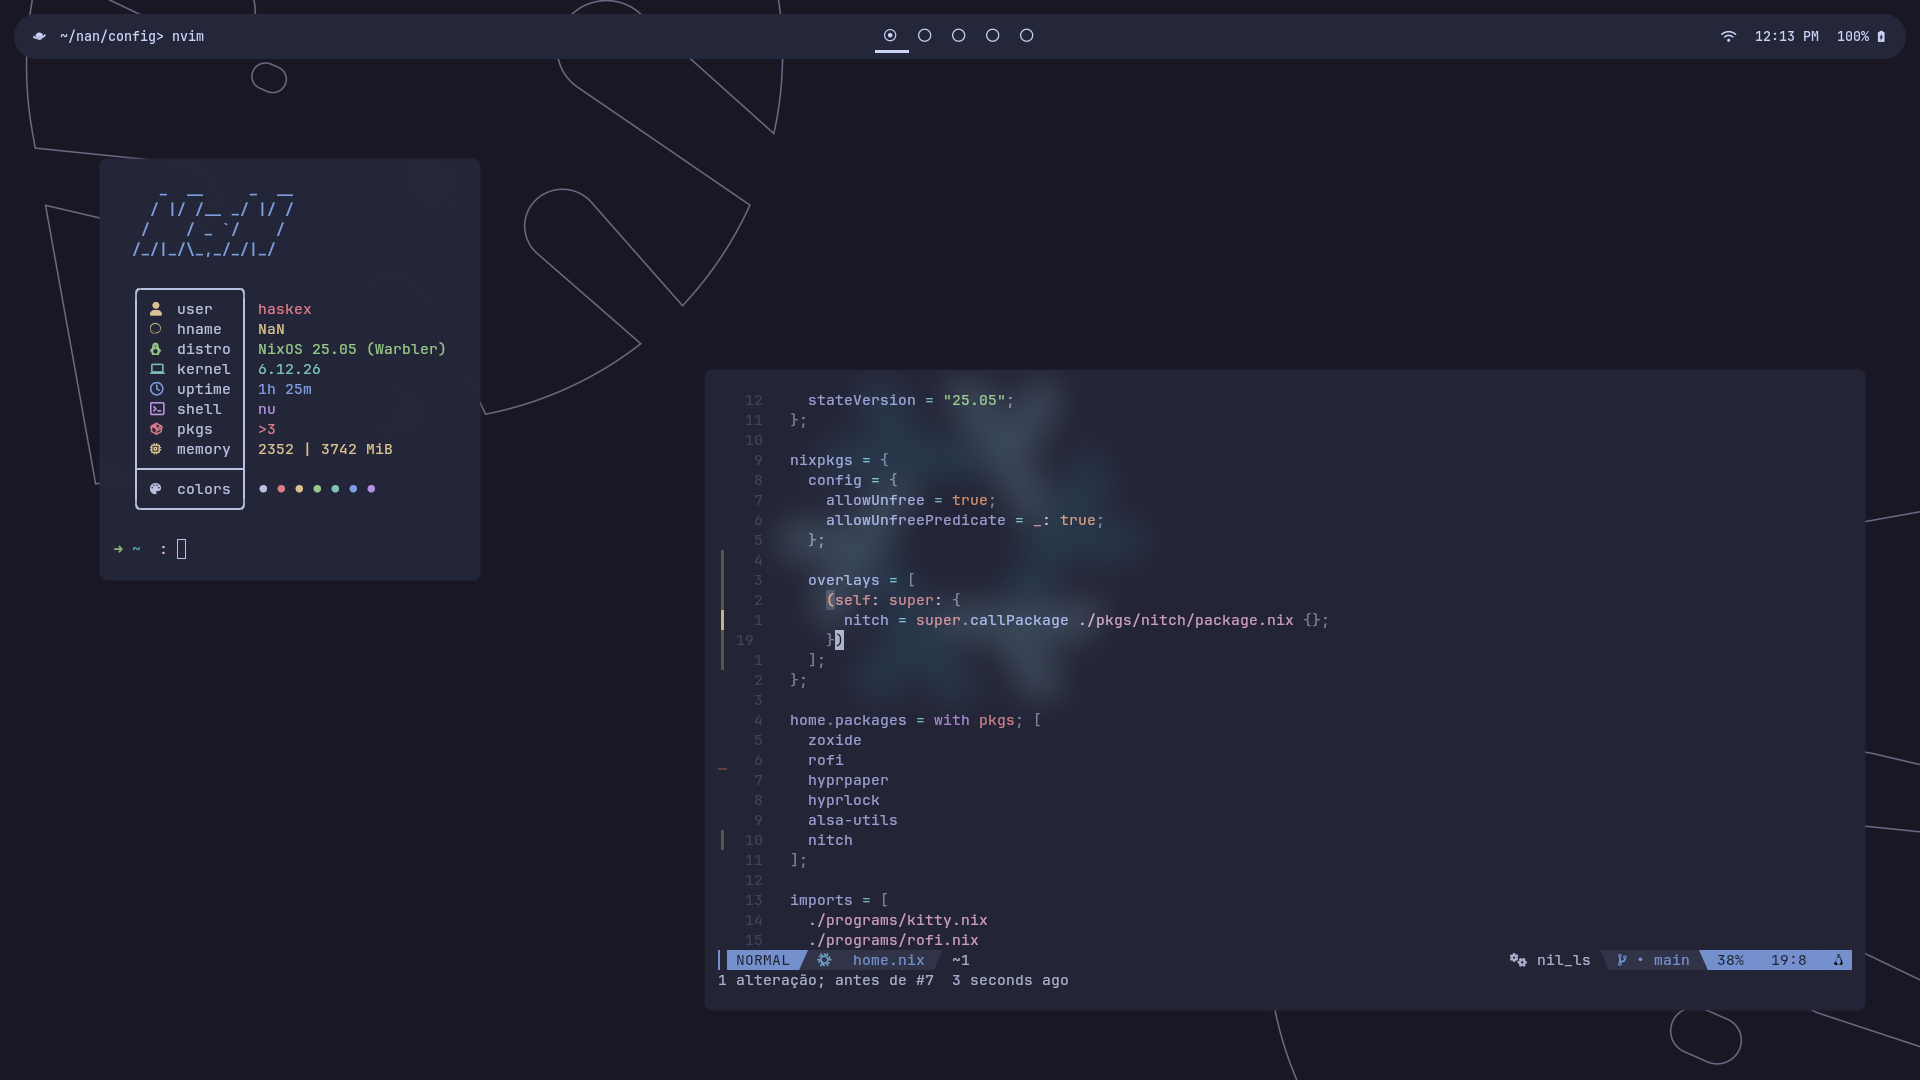 ~/nan/config> nvim
12:13 PM 100%
user haskex
hname NaN
distro NixOS 25.05 (Warbler)
kernel 6.12.26
uptime 1h 25m
shell nu
pkgs >3
memory 2352 | 3742 MiB
colors
➜ ~ :
12 stateVersion = "25.05";
11 };
10
9 nixpkgs = {
8 config = {
7 allowUnfree = true;
6 allowUnfreePredicate = _: true;
5 };
4
3 overlays = [
2 (self: super: {
1 nitch = super.callPackage ./pkgs/nitch/package.nix {};
19 })
1 ];
2 };
3
4 home.packages = with pkgs; [
5 zoxide
6 rofi
7 hyprpaper
8 hyprlock
9 alsa-utils
10 nitch
11 ];
12
13 imports = [
14 ./programs/kitty.nix
15 ./programs/rofi.nix
NORMAL home.nix ~1 nil_ls • main 38% 19:8
1 alteração; antes de #7 3 seconds ago